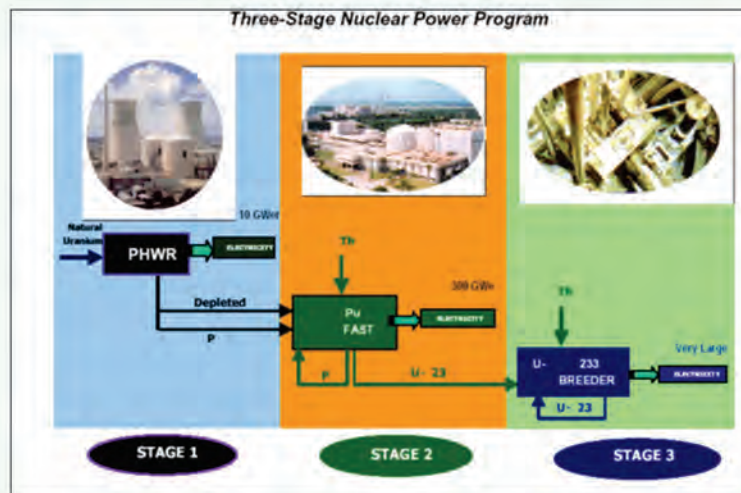 Three-Stage Nuclear Power Program
10 GWe
Natural
Uranium
PHWR
ELECTRICITY
Th
300 GWe
Depleted
P
Pu
FAST
ELECTRICITY
P
U- 23
Th
Very Large
U- 233
BREEDER
ELECTRICITY
U- 23
STAGE 1
STAGE 2
STAGE 3